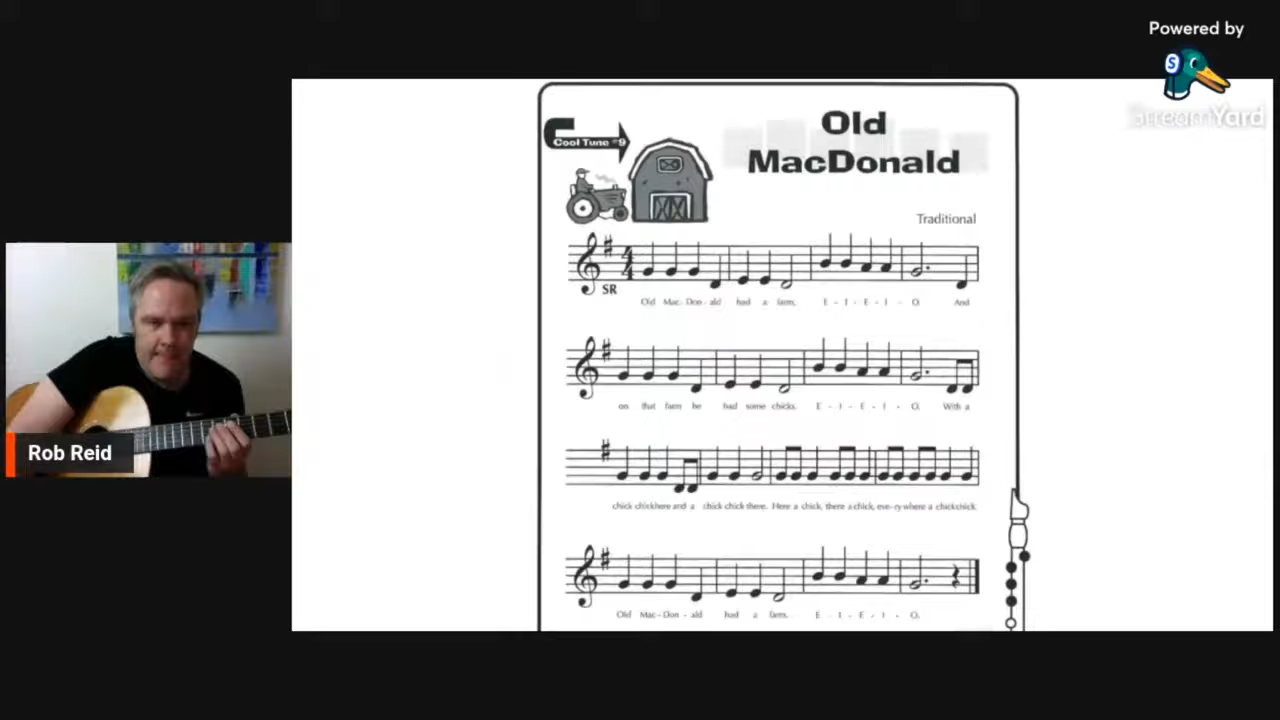 Powered by
StreamYard
Cool Tune #9
Old
MacDonald
Traditional
SR
Old Mac - Don - ald had a farm, E - I - E - I - O. And
on that farm he had some chicks. E - I - E - I - O. With a
chick chick here and a chick chick there. Here a chick, there a chick, eve - ry where a chick chick.
Old Mac - Don - ald had a farm. E - I - E - I - O.
Rob Reid